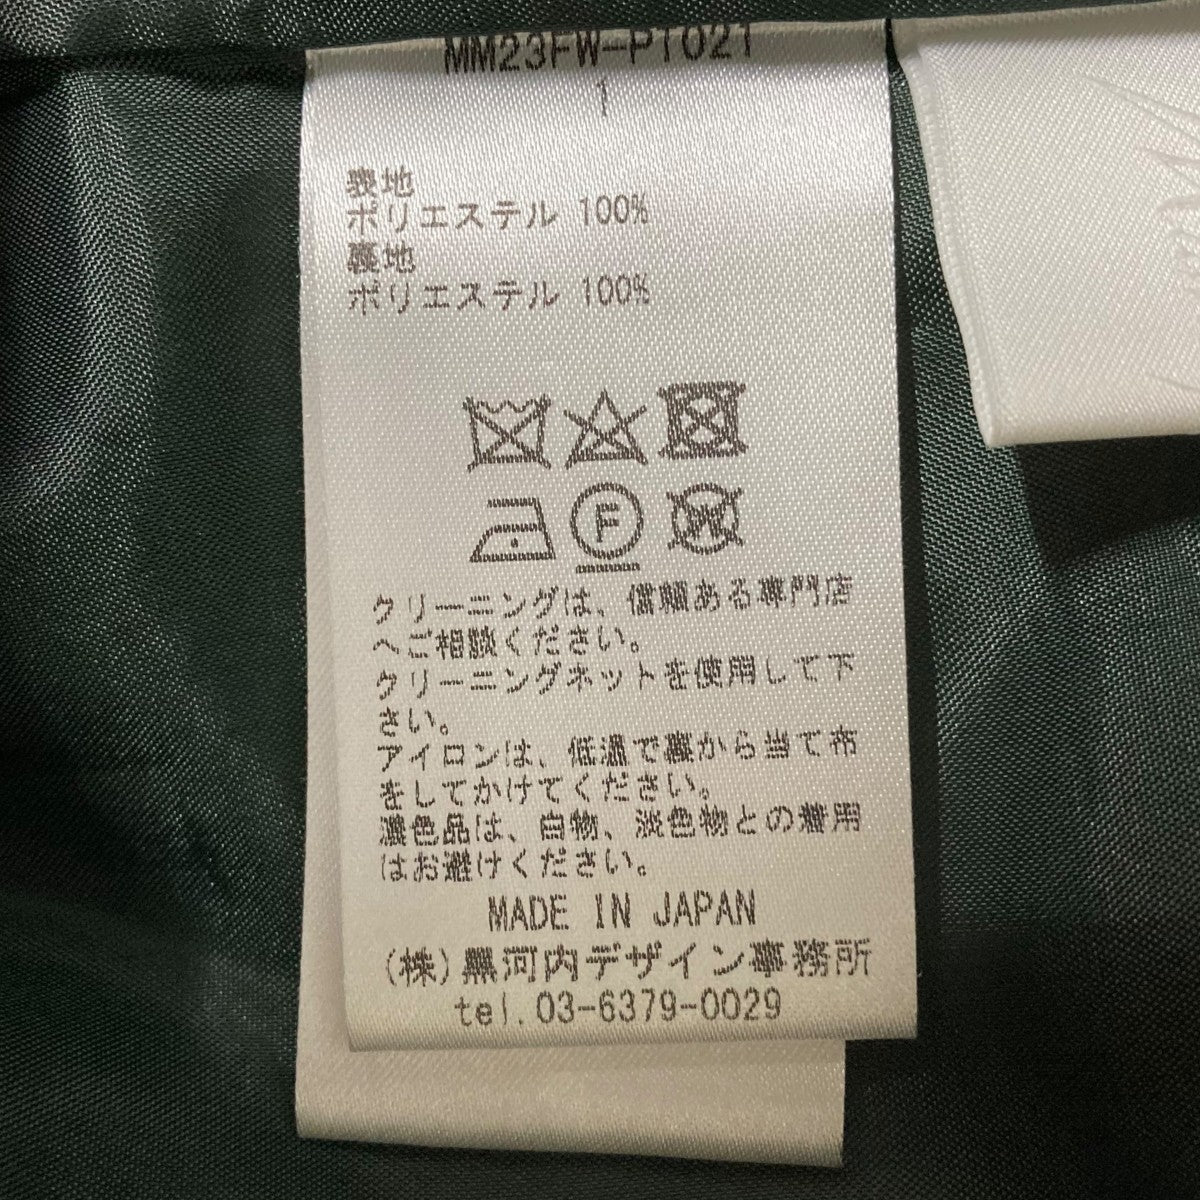 MM23FW-PT021
1
表地
ポリエステル 100%
裏地
ポリエステル 100%
F
W
クリーニングは、信頼ある専門店
へご相談ください。
クリーニングネットを使用して下
さい。
アイロンは、低温で裏から当て布
をしてかけてください。
濃色品は、白物、淡色物との着用
はお避けください。
MADE IN JAPAN
(株)黒河内デザイン事務所
tel.03-6379-0029